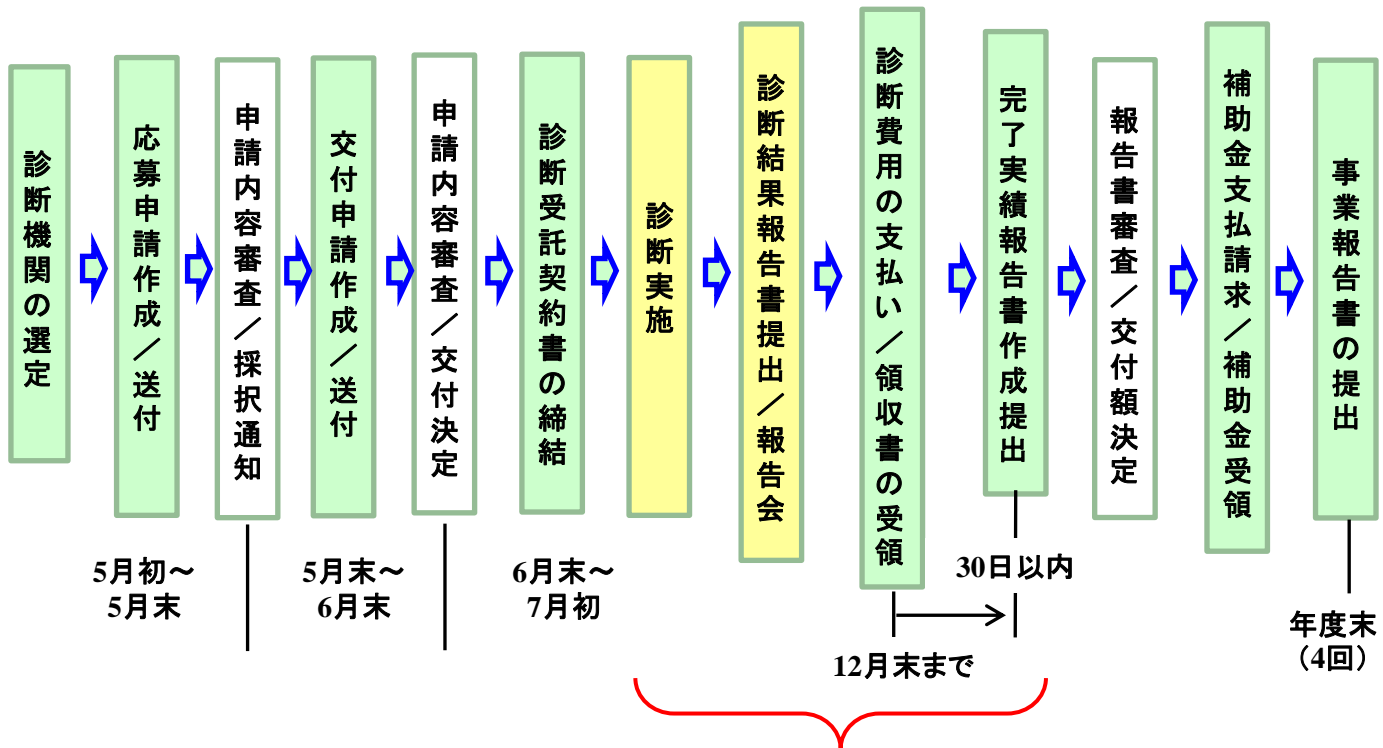 診断機関の選定
応募申請作成／送付
申請内容審査／採択通知
交付申請作成／送付
申請内容審査／交付決定
診断受託契約書の締結
診断実施
診断結果報告書提出／報告会
診断費用の支払い／領収書の受領
完了実績報告書作成提出
報告書審査／交付額決定
補助金支払請求／補助金受領
事業報告書の提出
5月初～
5月末
5月末～
6月末
6月末～
7月初
30日以内
12月末まで
年度末
（4回）